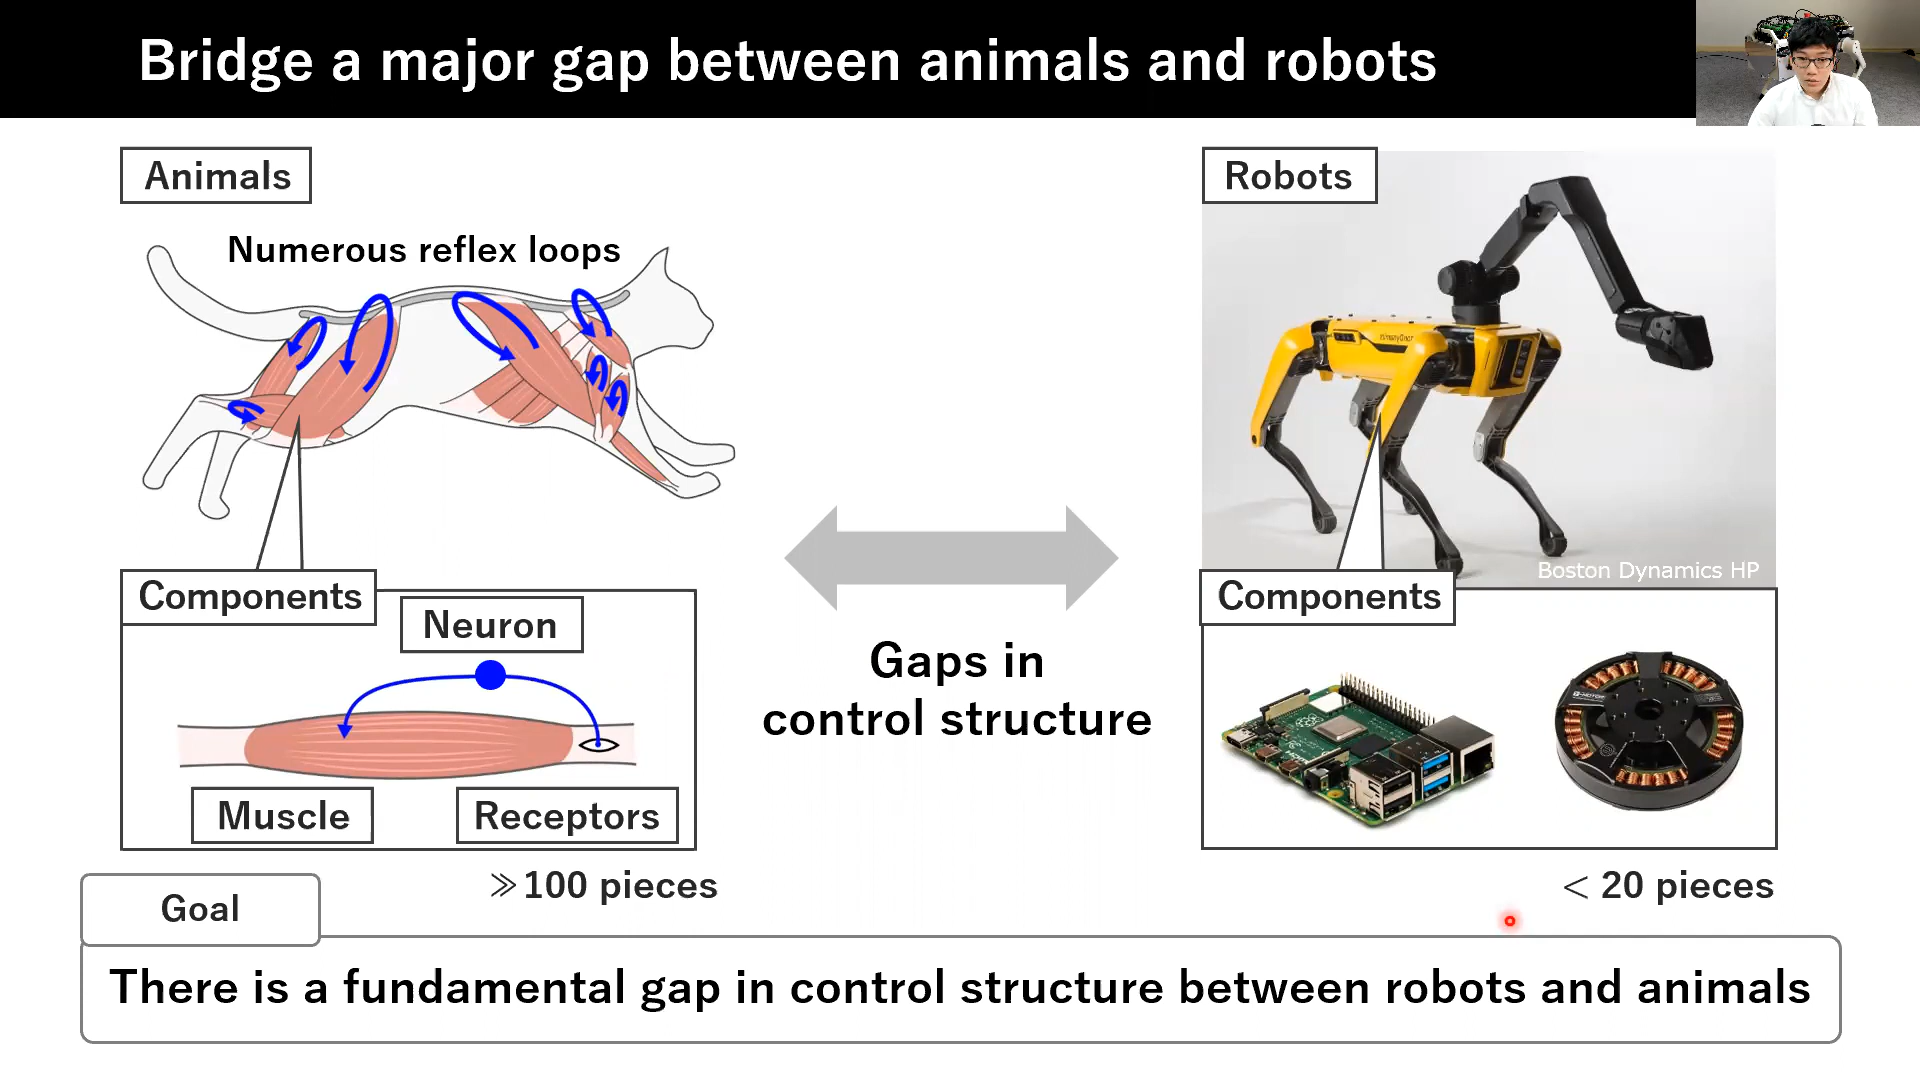 Bridge a major gap between animals and robots
Animals
Numerous reflex loops
Components
Neuron
Muscle
Receptors
≫ 100 pieces
Gaps in
control structure
Robots
Boston Dynamics HP
Components
< 20 pieces
Goal
There is a fundamental gap in control structure between robots and animals